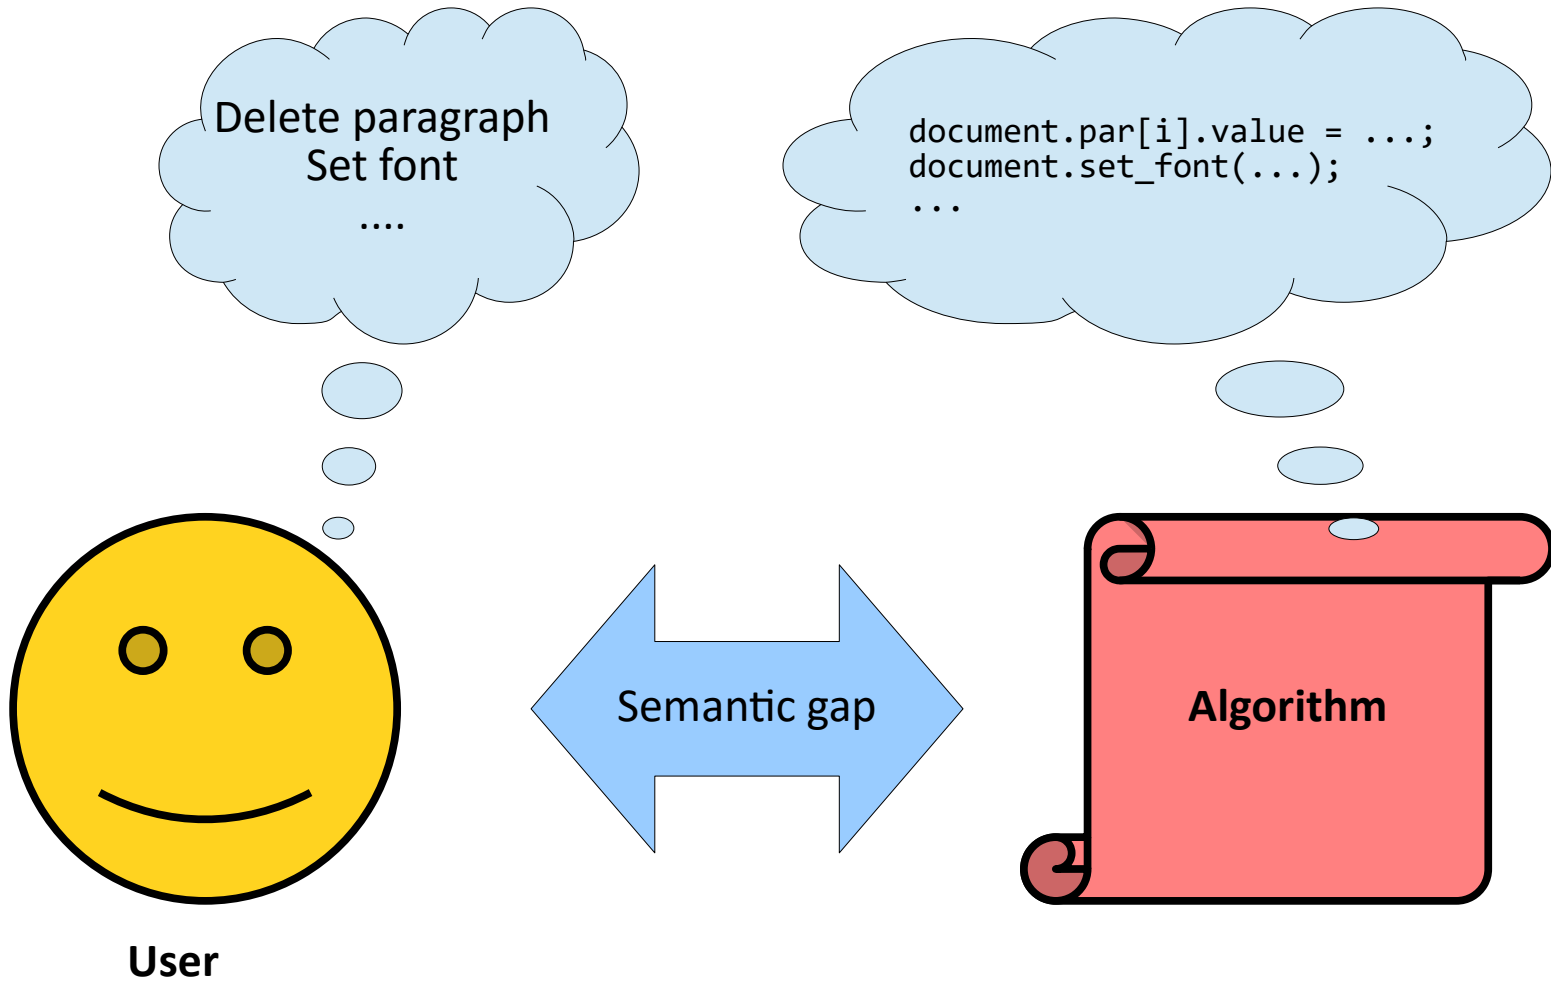 Delete paragraph
Set font
....
document.par[i].value = ...;
document.set_font(...);
...
Semantic gap
Algorithm
User